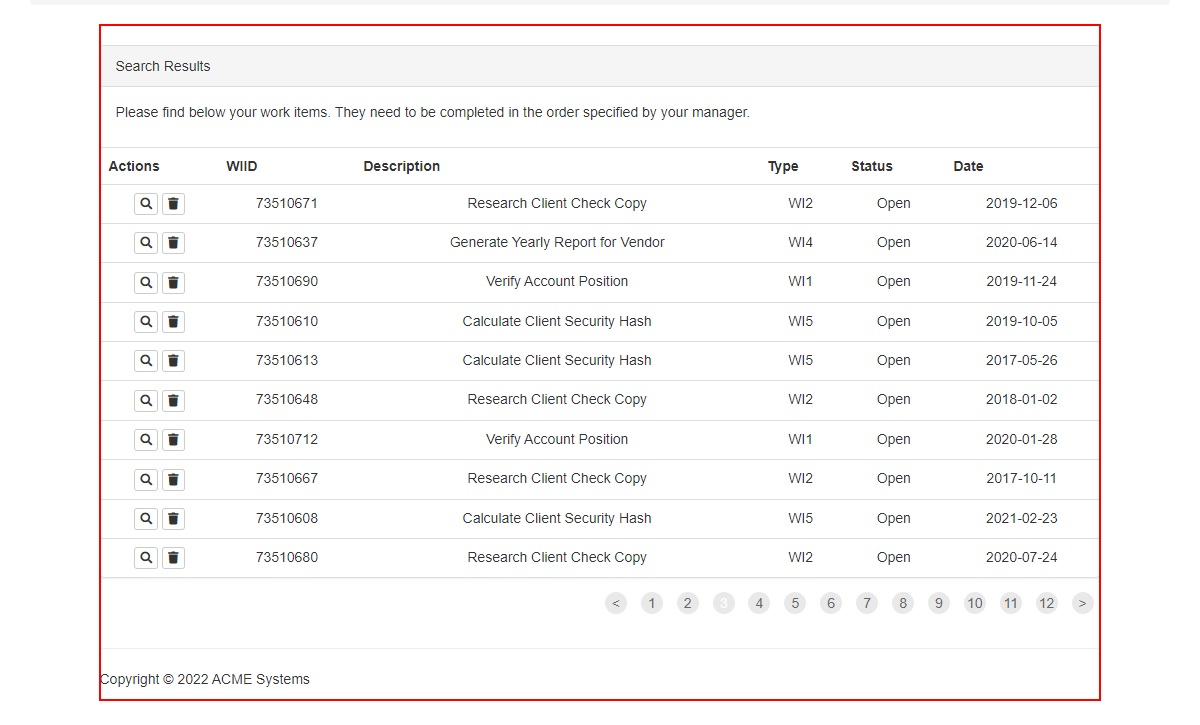 Search Results
Please find below your work items. They need to be completed in the order specified by your manager.
Actions WIID Description Type Status Date
73510671 Research Client Check Copy WI2 Open 2019-12-06
73510637 Generate Yearly Report for Vendor WI4 Open 2020-06-14
73510690 Verify Account Position WI1 Open 2019-11-24
73510610 Calculate Client Security Hash WI5 Open 2019-10-05
73510613 Calculate Client Security Hash WI5 Open 2017-05-26
73510648 Research Client Check Copy WI2 Open 2018-01-02
73510712 Verify Account Position WI1 Open 2020-01-28
73510667 Research Client Check Copy WI2 Open 2017-10-11
73510608 Calculate Client Security Hash WI5 Open 2021-02-23
73510680 Research Client Check Copy WI2 Open 2020-07-24
< 1 2 3 4 5 6 7 8 9 10 11 12 >
Copyright © 2022 ACME Systems